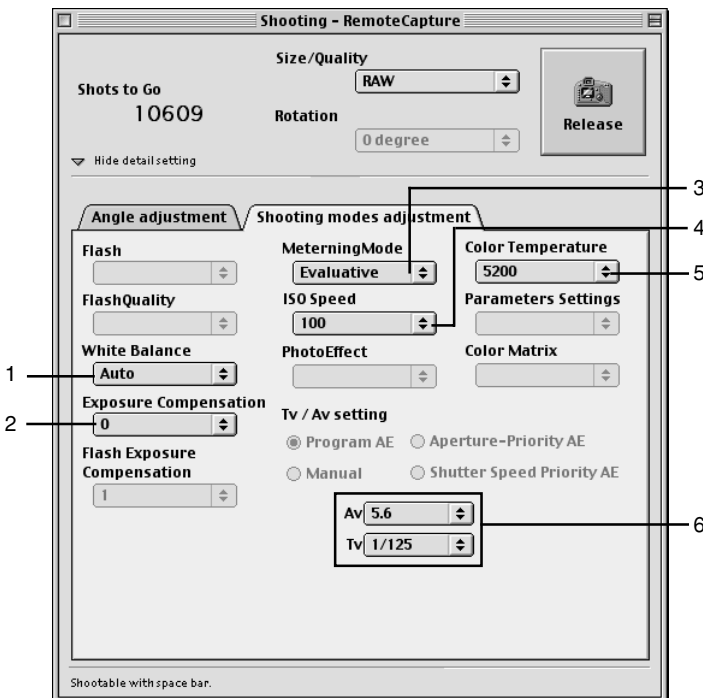 Shooting - RemoteCapture
Size/Quality
RAW
Shots to Go
10609
Rotation
0 degree
Release
Hide detail setting
Angle adjustment
Shooting modes adjustment
Flash
FlashQuality
White Balance
Auto
Exposure Compensation
0
Flash Exposure
Compensation
1
MeterningMode
Evaluative
ISO Speed
100
PhotoEffect
Color Temperature
5200
Parameters Settings
Color Matrix
Tv / Av setting
Program AE
Aperture-Priority AE
Manual
Shutter Speed Priority AE
Av 5.6
Tv 1/125
Shootable with space bar.
1
2
3
4
5
6